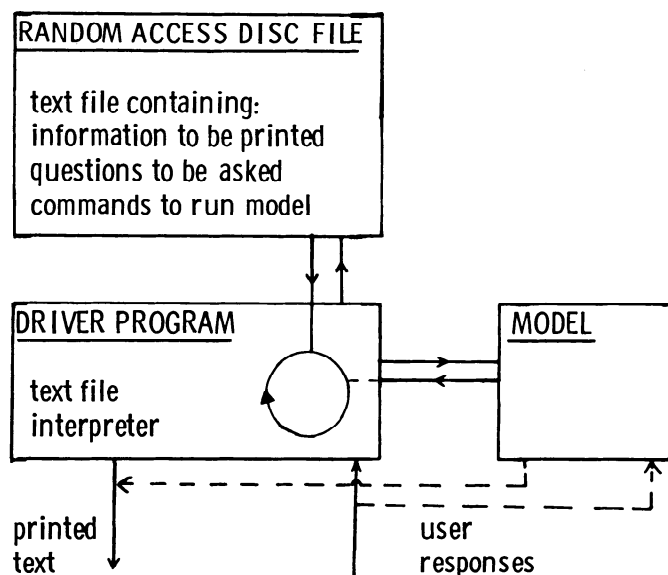 RANDOM ACCESS DISC FILE
text file containing:
information to be printed
questions to be asked
commands to run model
DRIVER PROGRAM
text file
interpreter
MODEL
printed
text
user
responses